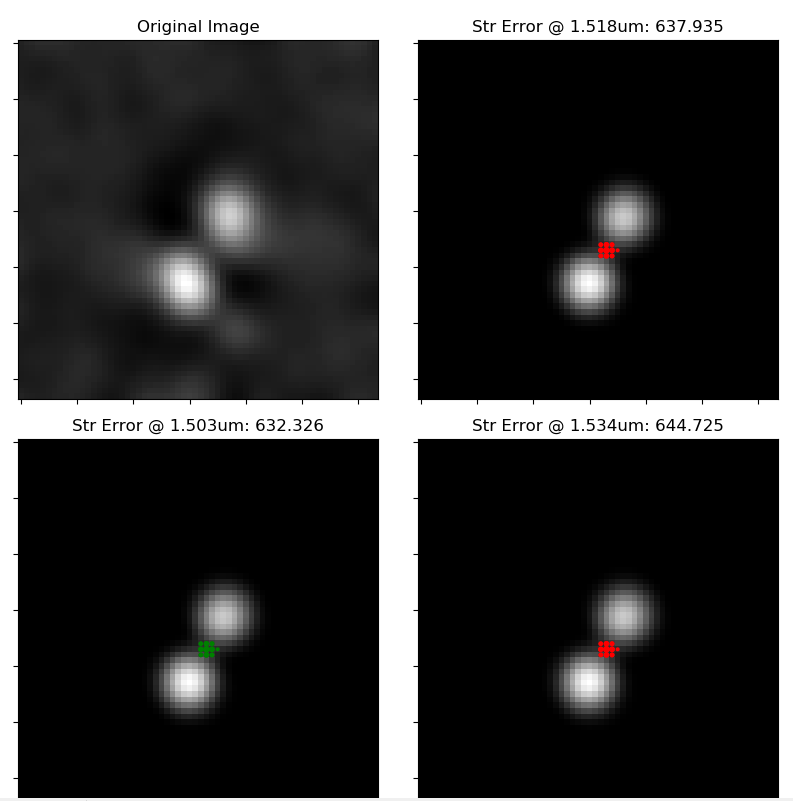 Original Image
Str Error @ 1.518um: 637.935
Str Error @ 1.503um: 632.326
Str Error @ 1.534um: 644.725